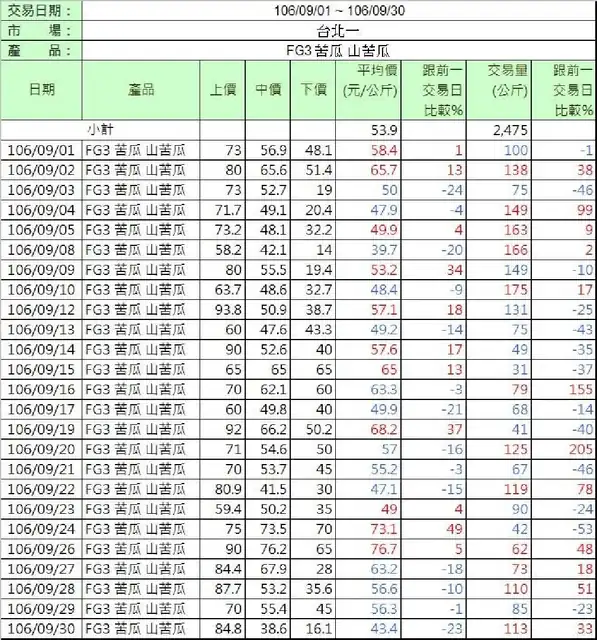 交易日期： 106/09/01 ~ 106/09/30
市　　場： 台北一
產　　品： FG3 苦瓜 山苦瓜
日期 產品 上價 中價 下價 平均價(元/公斤) 跟前一交易日比較% 交易量(公斤) 跟前一交易日比較%
小計 53.9 2,475
106/09/01 FG3 苦瓜 山苦瓜 73 56.9 48.1 58.4 1 100 -1
106/09/02 FG3 苦瓜 山苦瓜 80 65.6 51.4 65.7 13 138 38
106/09/03 FG3 苦瓜 山苦瓜 73 52.7 19 50 -24 75 -46
106/09/04 FG3 苦瓜 山苦瓜 71.7 49.1 20.4 47.9 -4 149 99
106/09/05 FG3 苦瓜 山苦瓜 73.2 48.1 32.2 49.9 4 163 9
106/09/08 FG3 苦瓜 山苦瓜 58.2 42.1 14 39.7 -20 166 2
106/09/09 FG3 苦瓜 山苦瓜 80 55.5 19.4 53.2 34 149 -10
106/09/10 FG3 苦瓜 山苦瓜 63.7 48.6 32.7 48.4 -9 175 17
106/09/12 FG3 苦瓜 山苦瓜 93.8 50.9 38.7 57.1 18 131 -25
106/09/13 FG3 苦瓜 山苦瓜 60 47.6 43.3 49.2 -14 75 -43
106/09/14 FG3 苦瓜 山苦瓜 90 52.6 40 57.6 17 49 -35
106/09/15 FG3 苦瓜 山苦瓜 65 65 65 65 13 31 -37
106/09/16 FG3 苦瓜 山苦瓜 70 62.1 60 63.3 -3 79 155
106/09/17 FG3 苦瓜 山苦瓜 60 49.8 40 49.9 -21 68 -14
106/09/19 FG3 苦瓜 山苦瓜 92 66.2 50.2 68.2 37 41 -40
106/09/20 FG3 苦瓜 山苦瓜 71 54.6 50 57 -16 125 205
106/09/21 FG3 苦瓜 山苦瓜 70 53.7 45 55.2 -3 67 -46
106/09/22 FG3 苦瓜 山苦瓜 80.9 41.5 30 47.1 -15 119 78
106/09/23 FG3 苦瓜 山苦瓜 59.4 50.2 35 49 4 90 -24
106/09/24 FG3 苦瓜 山苦瓜 75 73.5 70 73.1 49 42 -53
106/09/26 FG3 苦瓜 山苦瓜 90 76.2 65 76.7 5 62 48
106/09/27 FG3 苦瓜 山苦瓜 84.4 67.9 28 63.2 -18 73 18
106/09/28 FG3 苦瓜 山苦瓜 87.7 53.2 35.6 56.6 -10 110 51
106/09/29 FG3 苦瓜 山苦瓜 70 55.4 45 56.3 -1 85 -23
106/09/30 FG3 苦瓜 山苦瓜 84.8 38.6 16.1 43.4 -23 113 33